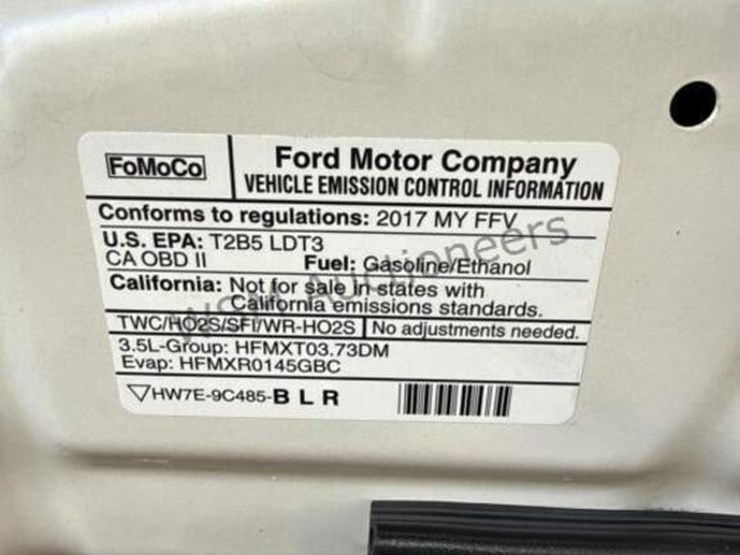 FoMoCo
Ford Motor Company
VEHICLE EMISSION CONTROL INFORMATION
Conforms to regulations: 2017 MY FFV
U.S. EPA: T2B5 LDT3
CA OBD II Fuel: Gasoline/Ethanol
California: Not for sale in states with
California emissions standards.
TWC/HO2S/SFI/WR-HO2S No adjustments needed.
3.5L-Group: HFMXT03.73DM
Evap: HFMXR0145GBC
HW7E-9C485-B L R
Auctioneers